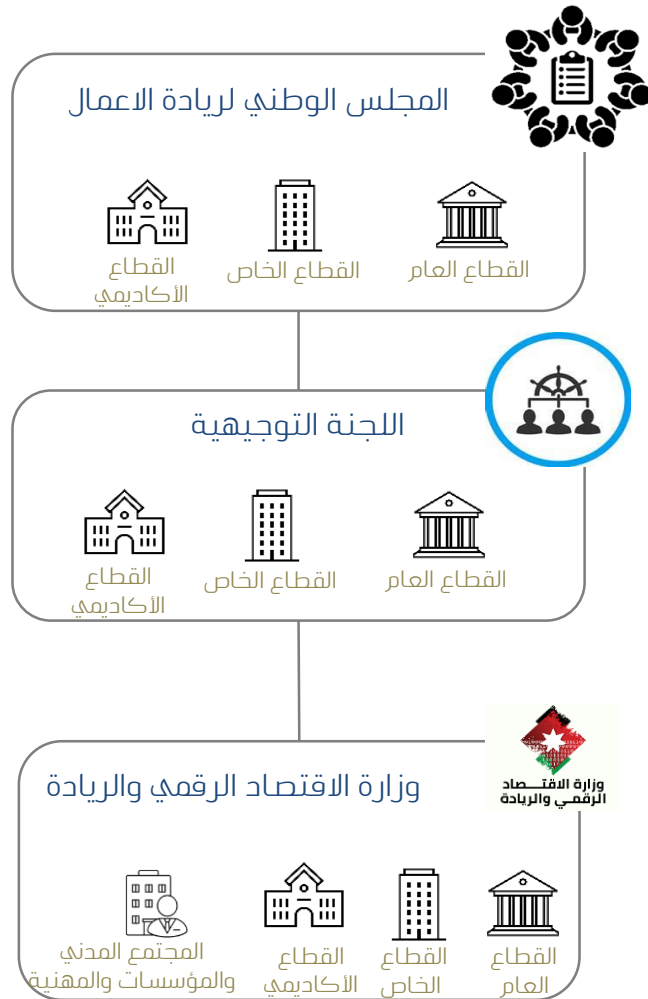 المجلس الوطني لريادة الاعمال
القطاع العام
القطاع الخاص
القطاع
الأكاديمي
اللجنة التوجيهية
القطاع العام
القطاع الخاص
القطاع
الأكاديمي
وزارة الاقتـــصاد
الرقمـي والريادة
وزارة الاقتصاد الرقمي والريادة
القطاع
العام
القطاع
الخاص
القطاع
الأكاديمي
المجتمع المدني
والمؤسسات والمهنية